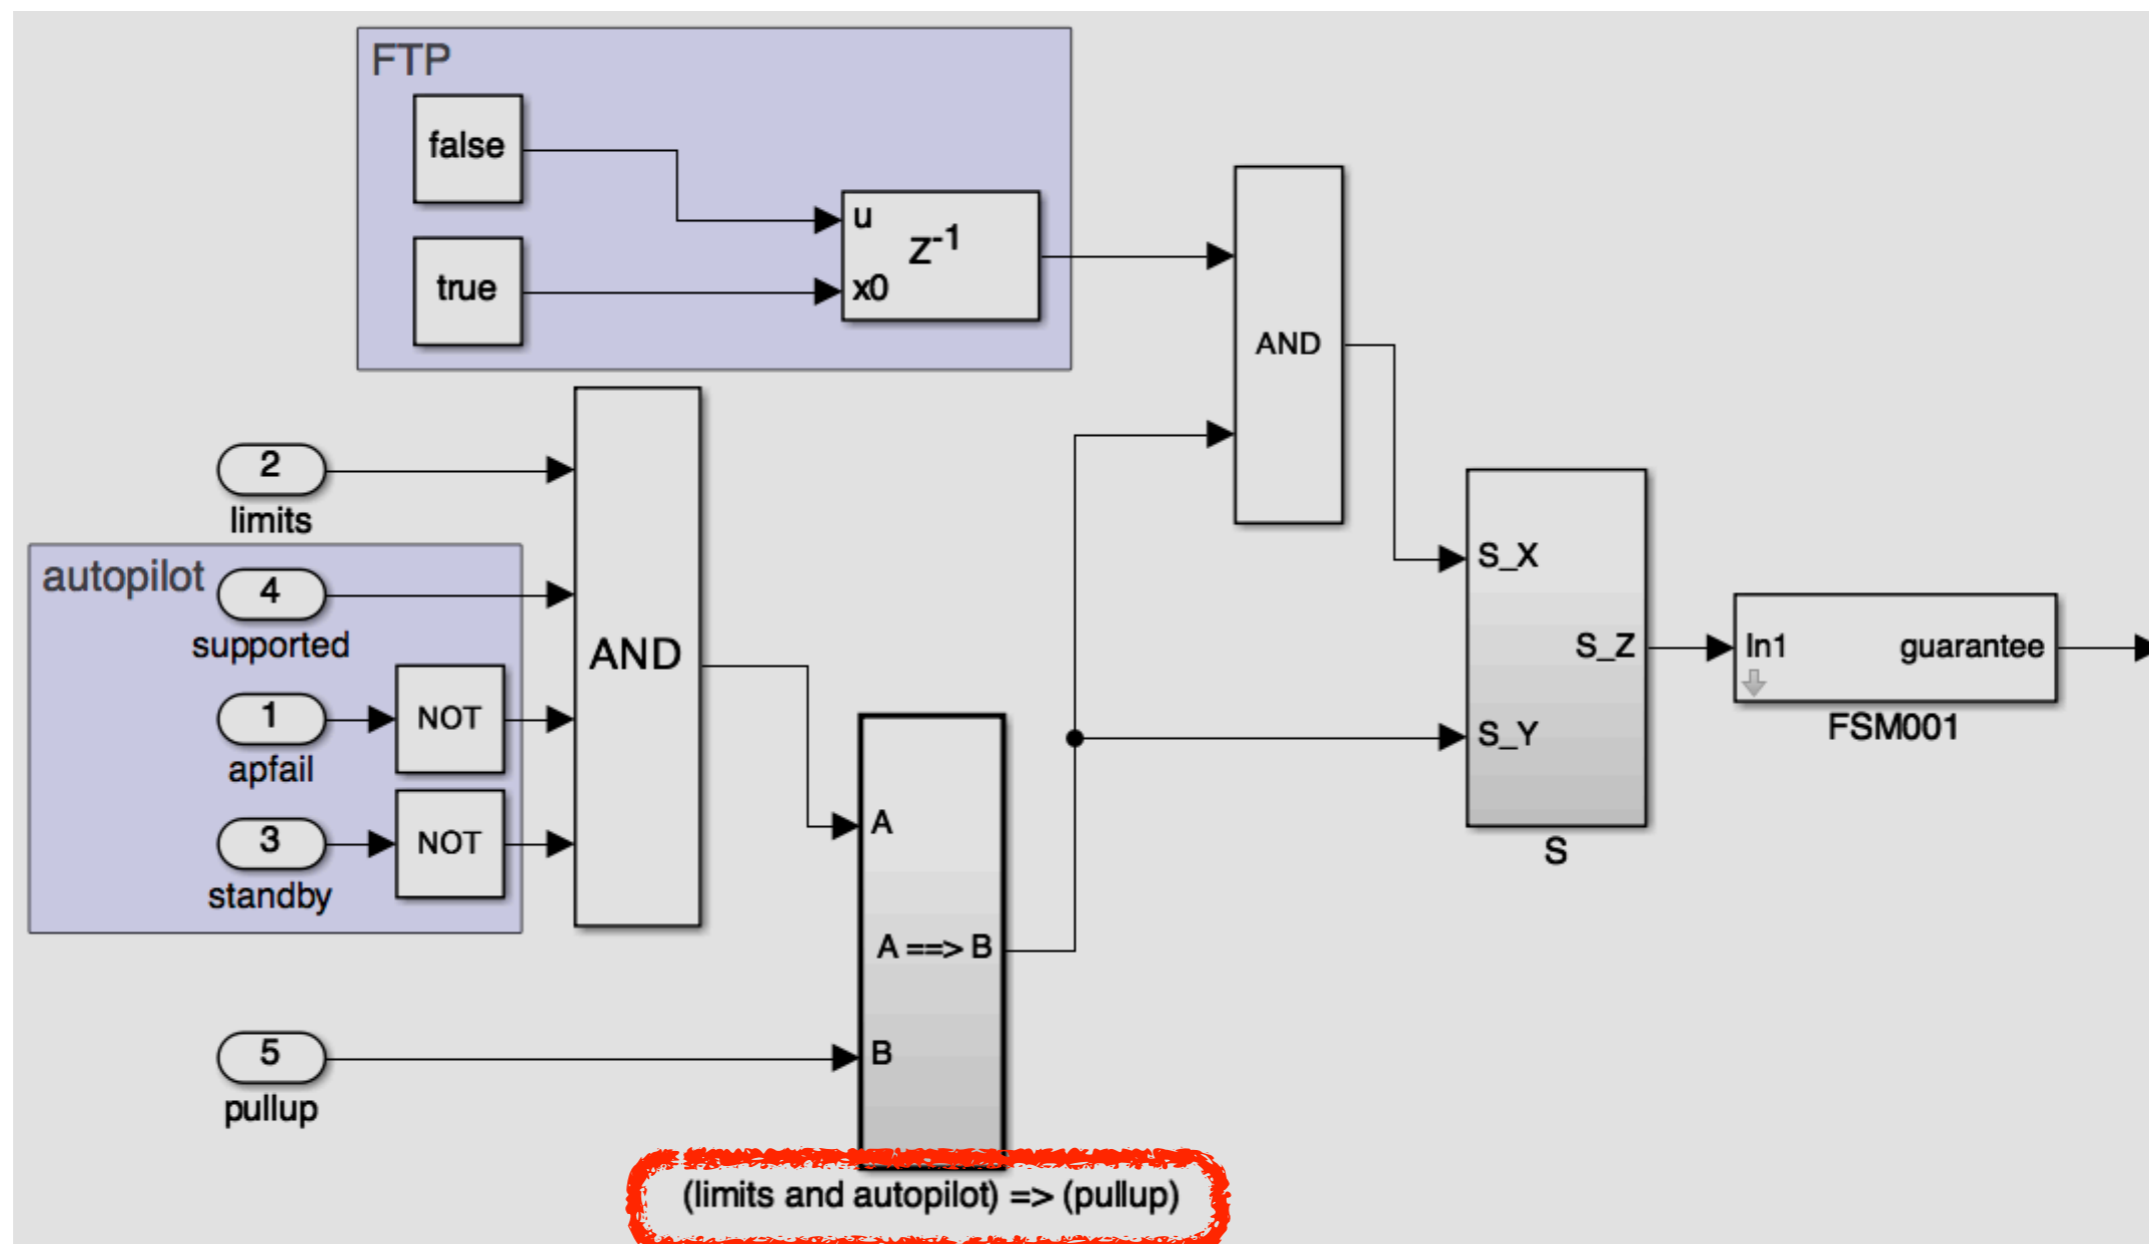 FTP
false
true
u
z-1
x0
AND
2
limits
autopilot
4
supported
1
apfail
NOT
3
standby
NOT
AND
A
A ==> B
B
5
pullup
(limits and autopilot) => (pullup)
S_X
S_Z
S_Y
S
In1
guarantee
FSM001